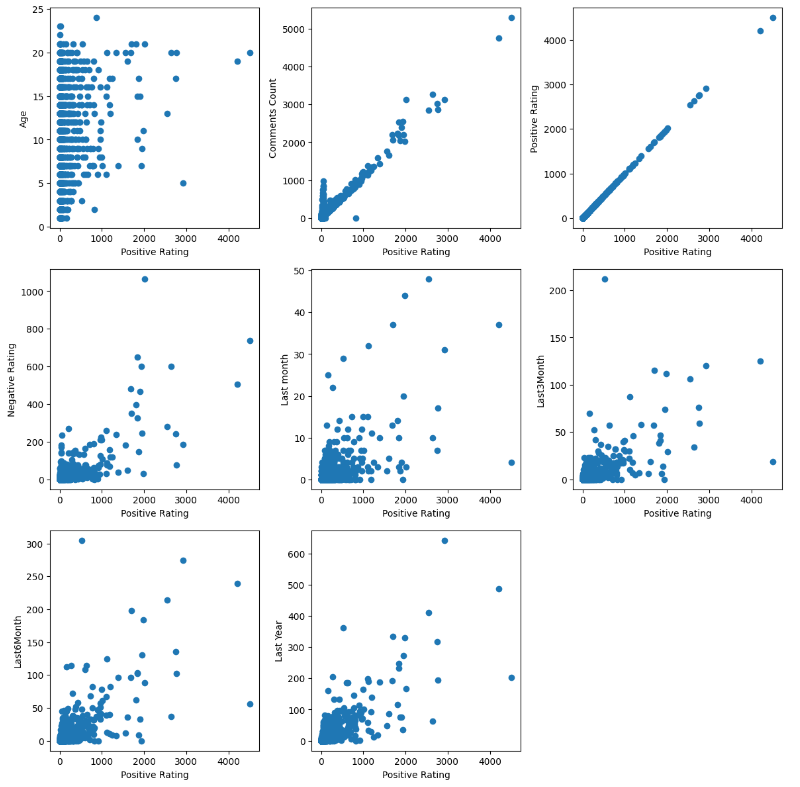 25
20
15
10
5
0
Age
0 1000 2000 3000 4000
Positive Rating
5000
4000
3000
2000
1000
0
Comments Count
0 1000 2000 3000 4000
Positive Rating
4000
3000
2000
1000
0
Positive Rating
0 1000 2000 3000 4000
Positive Rating
1000
800
600
400
200
0
Negative Rating
0 1000 2000 3000 4000
Positive Rating
50
40
30
20
10
0
Last month
0 1000 2000 3000 4000
Positive Rating
200
150
100
50
0
Last3Month
0 1000 2000 3000 4000
Positive Rating
300
250
200
150
100
50
0
Last6Month
0 1000 2000 3000 4000
Positive Rating
600
500
400
300
200
100
0
Last Year
0 1000 2000 3000 4000
Positive Rating